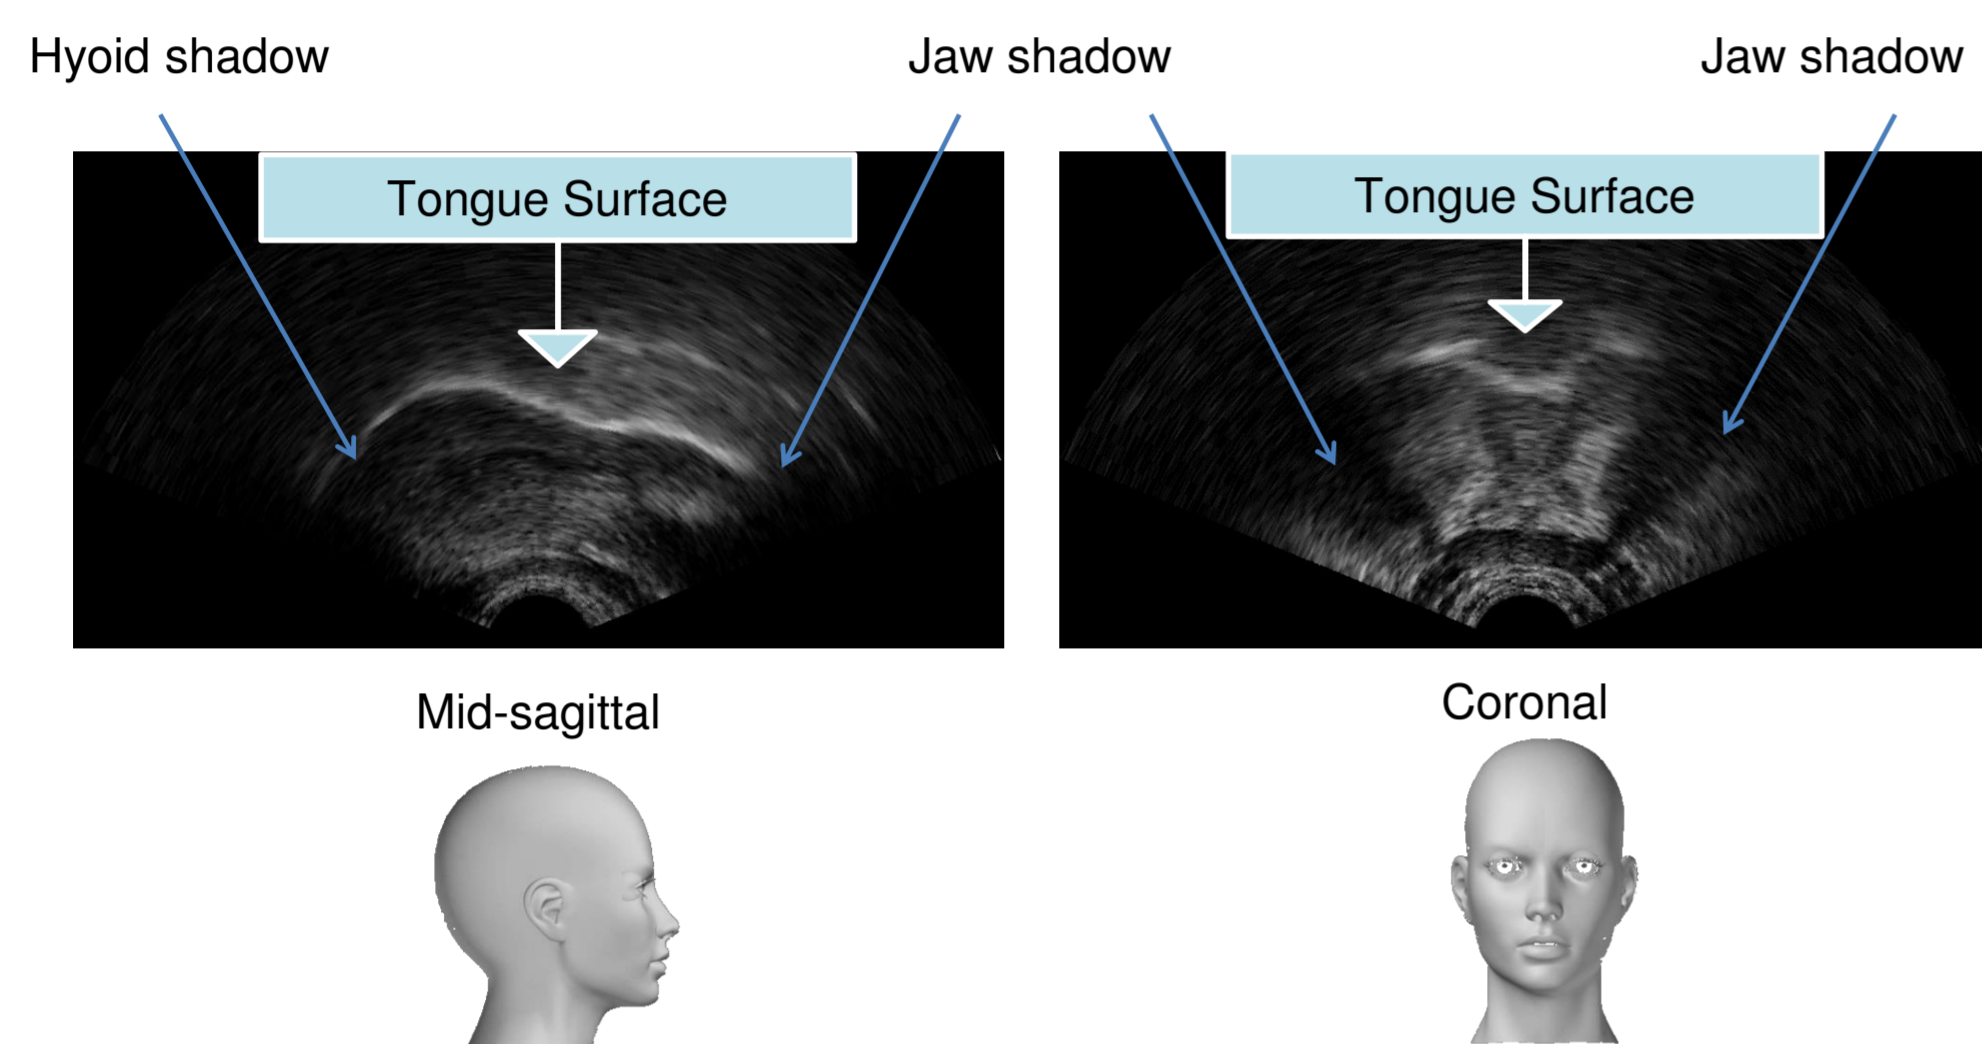 Hyoid shadow
Jaw shadow
Jaw shadow
Tongue Surface
Tongue Surface
Mid-sagittal
Coronal